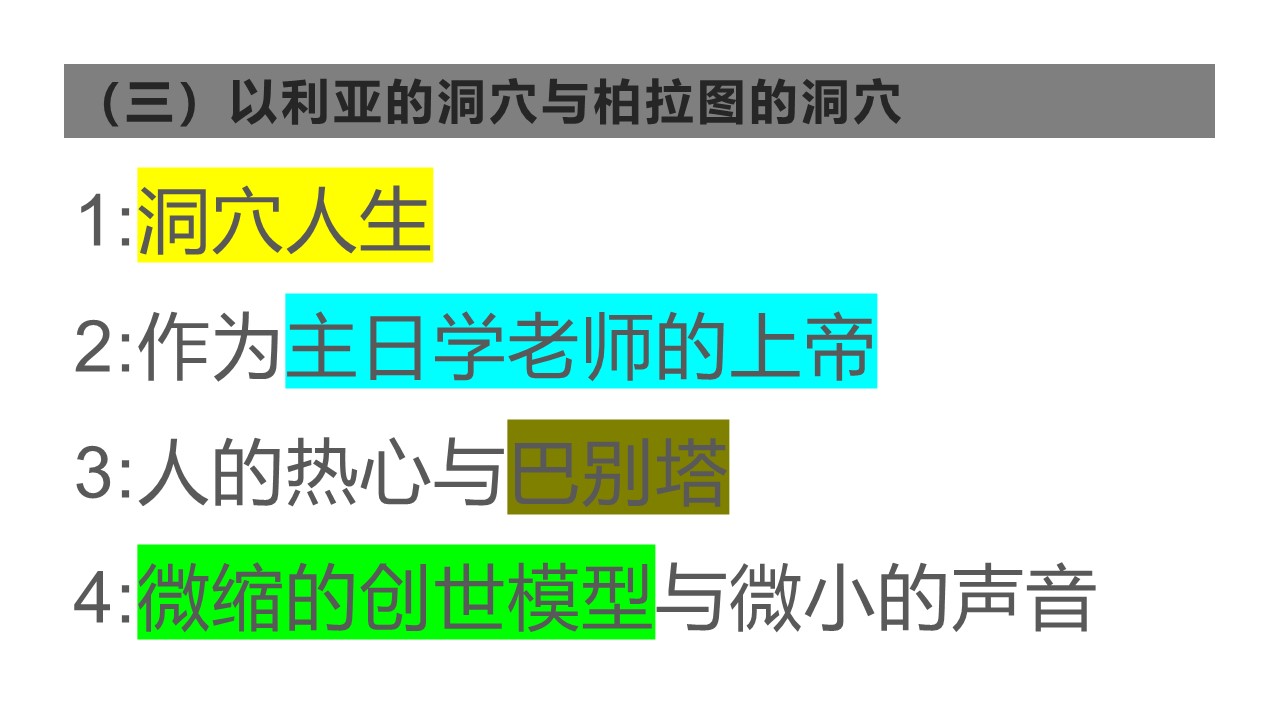 （三）以利亚的洞穴与柏拉图的洞穴
1:洞穴人生
2:作为主日学老师的上帝
3:人的热心与巴别塔
4:微缩的创世模型与微小的声音